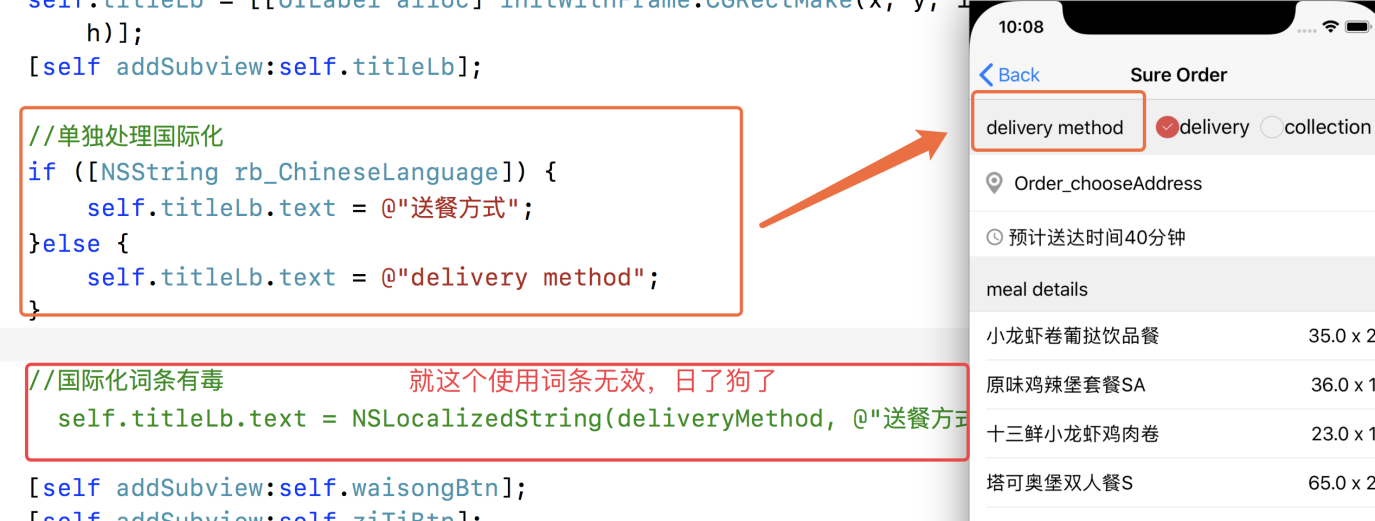 h)];
[self addSubview:self.titleLb];
//单独处理国际化
if ([NSString rb_ChineseLanguage]) {
self.titleLb.text = @"送餐方式";
}else {
self.titleLb.text = @"delivery method";
}
//国际化词条有毒
就这个使用词条无效，日了狗了
self.titleLb.text = NSLocalizedString(deliveryMethod, @"送餐方式
[self addSubview:self.waisongBtn];
[self addSubview:self.ziTiBtn];
10:08
Back
Sure Order
delivery method
delivery
collection
Order_chooseAddress
预计送达时间40分钟
meal details
小龙虾卷葡挞饮品餐 35.0 x 2
原味鸡辣堡套餐SA 36.0 x 1
十三鲜小龙虾鸡肉卷 23.0 x 1
塔可奥堡双人餐S 65.0 x 2